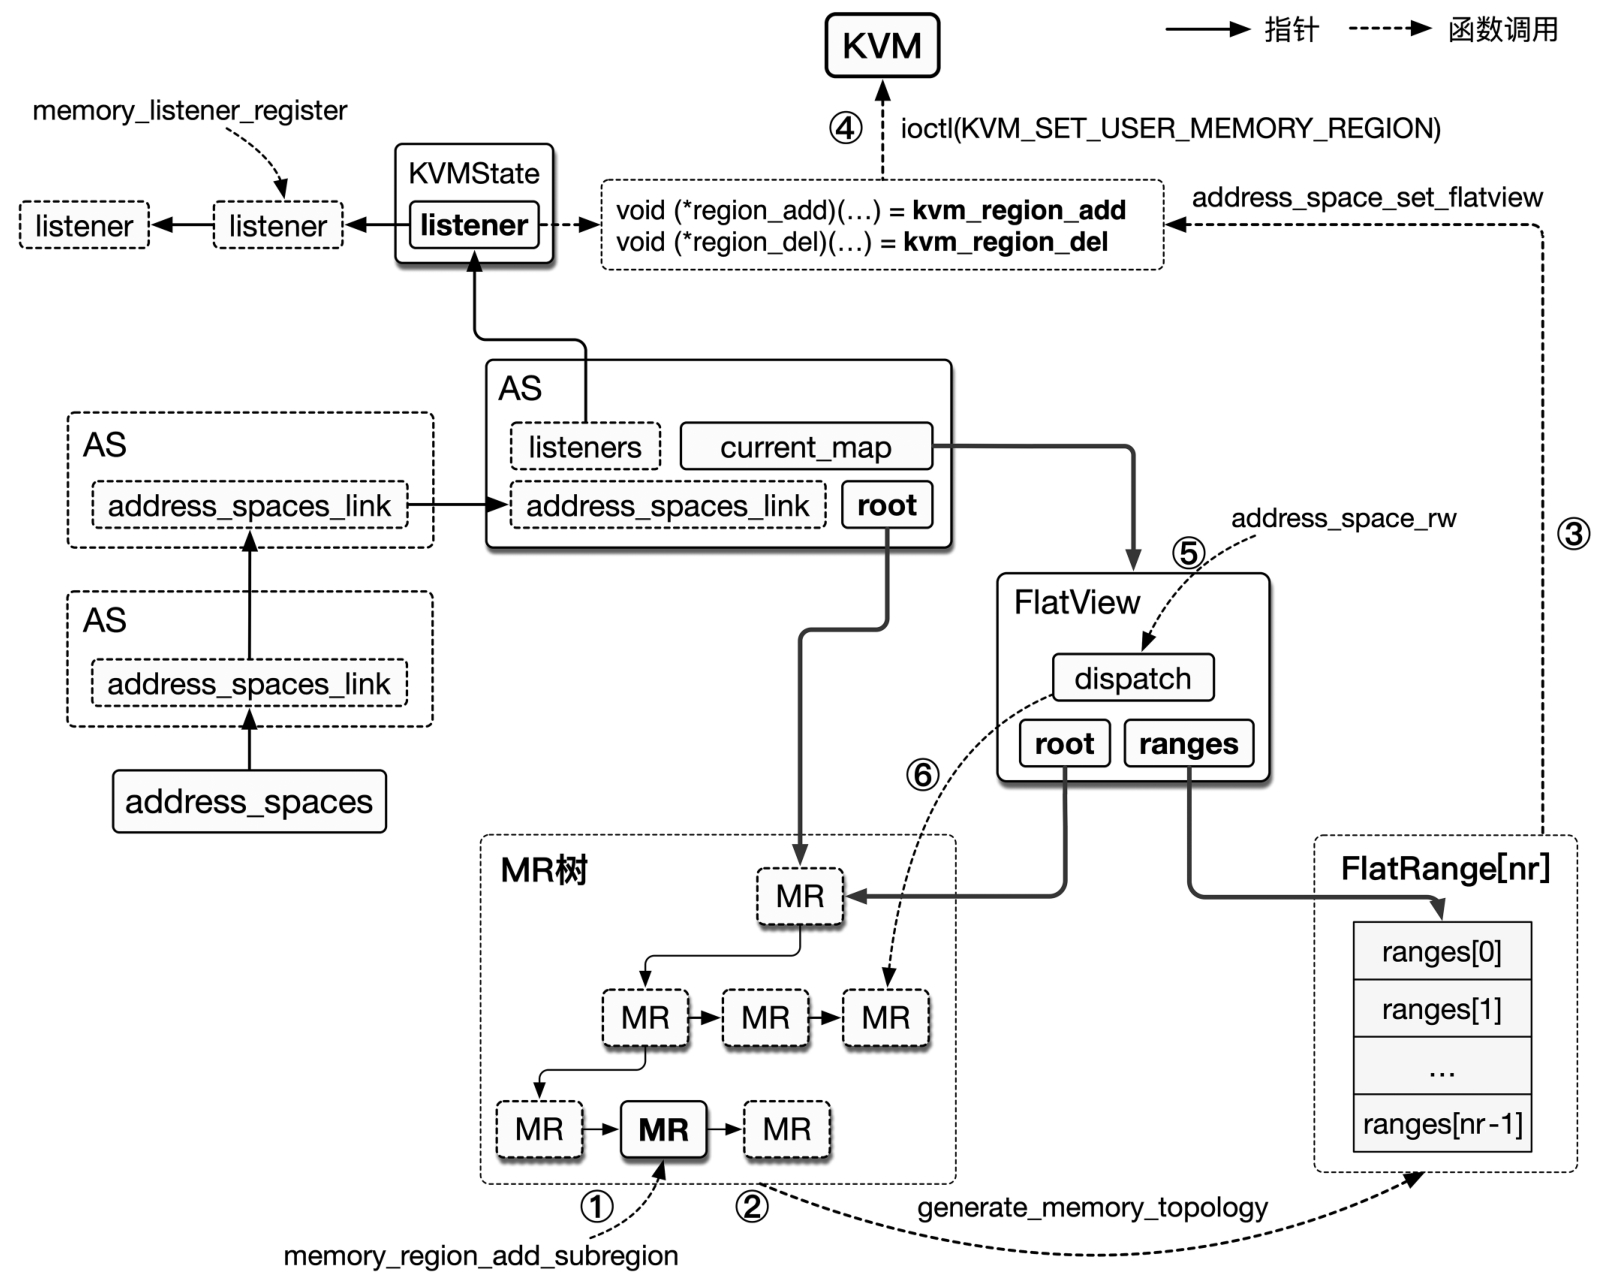 KVM
指针
函数调用
memory_listener_register
④
ioctl(KVM_SET_USER_MEMORY_REGION)
KVMState
listener
listener
listener
void (*region_add)(…) = kvm_region_add
void (*region_del)(…) = kvm_region_del
address_space_set_flatview
AS
listeners
current_map
address_spaces_link
root
AS
address_spaces_link
AS
address_spaces_link
address_spaces
address_space_rw
⑤
③
FlatView
dispatch
root
ranges
⑥
MR树
MR
MR
MR
MR
MR
MR
MR
FlatRange[nr]
ranges[0]
ranges[1]
…
ranges[nr-1]
①
②
generate_memory_topology
memory_region_add_subregion